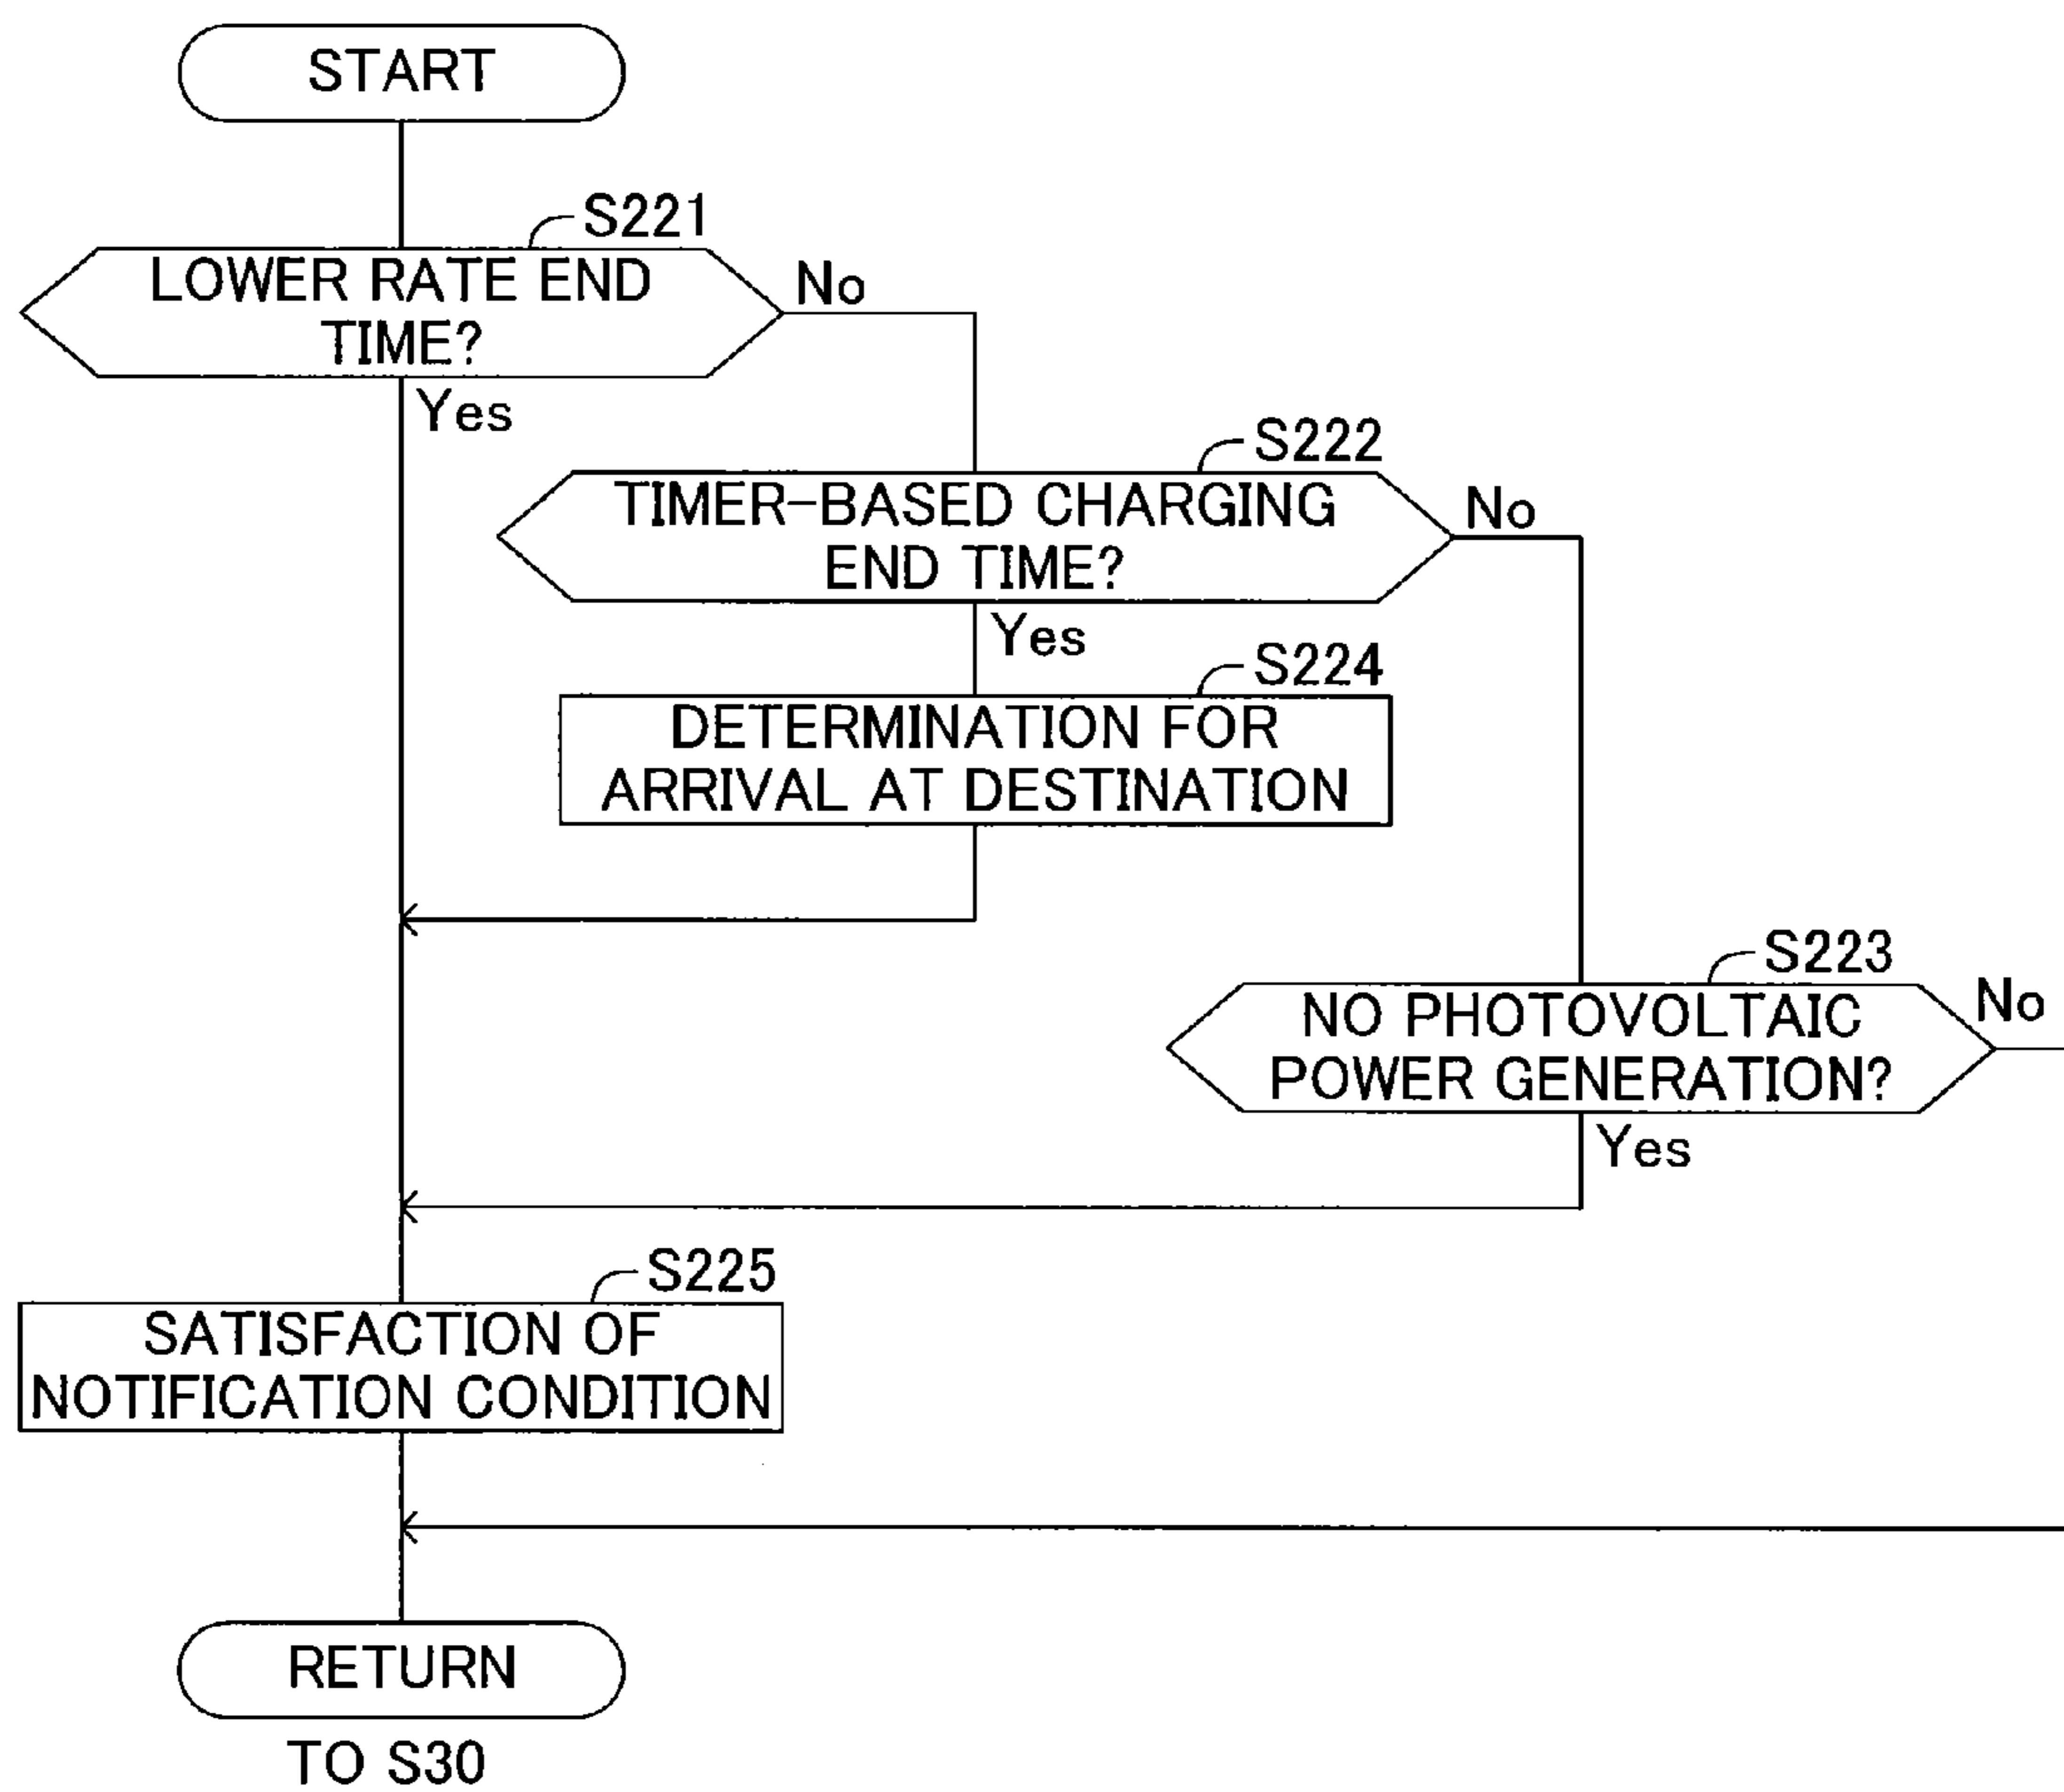 START
S221
LOWER RATE END
TIME?
No
Yes
S222
TIMER-BASED CHARGING
END TIME?
No
Yes
S224
DETERMINATION FOR
ARRIVAL AT DESTINATION
S223
NO PHOTOVOLTAIC
POWER GENERATION?
No
Yes
S225
SATISFACTION OF
NOTIFICATION CONDITION
RETURN
TO S30